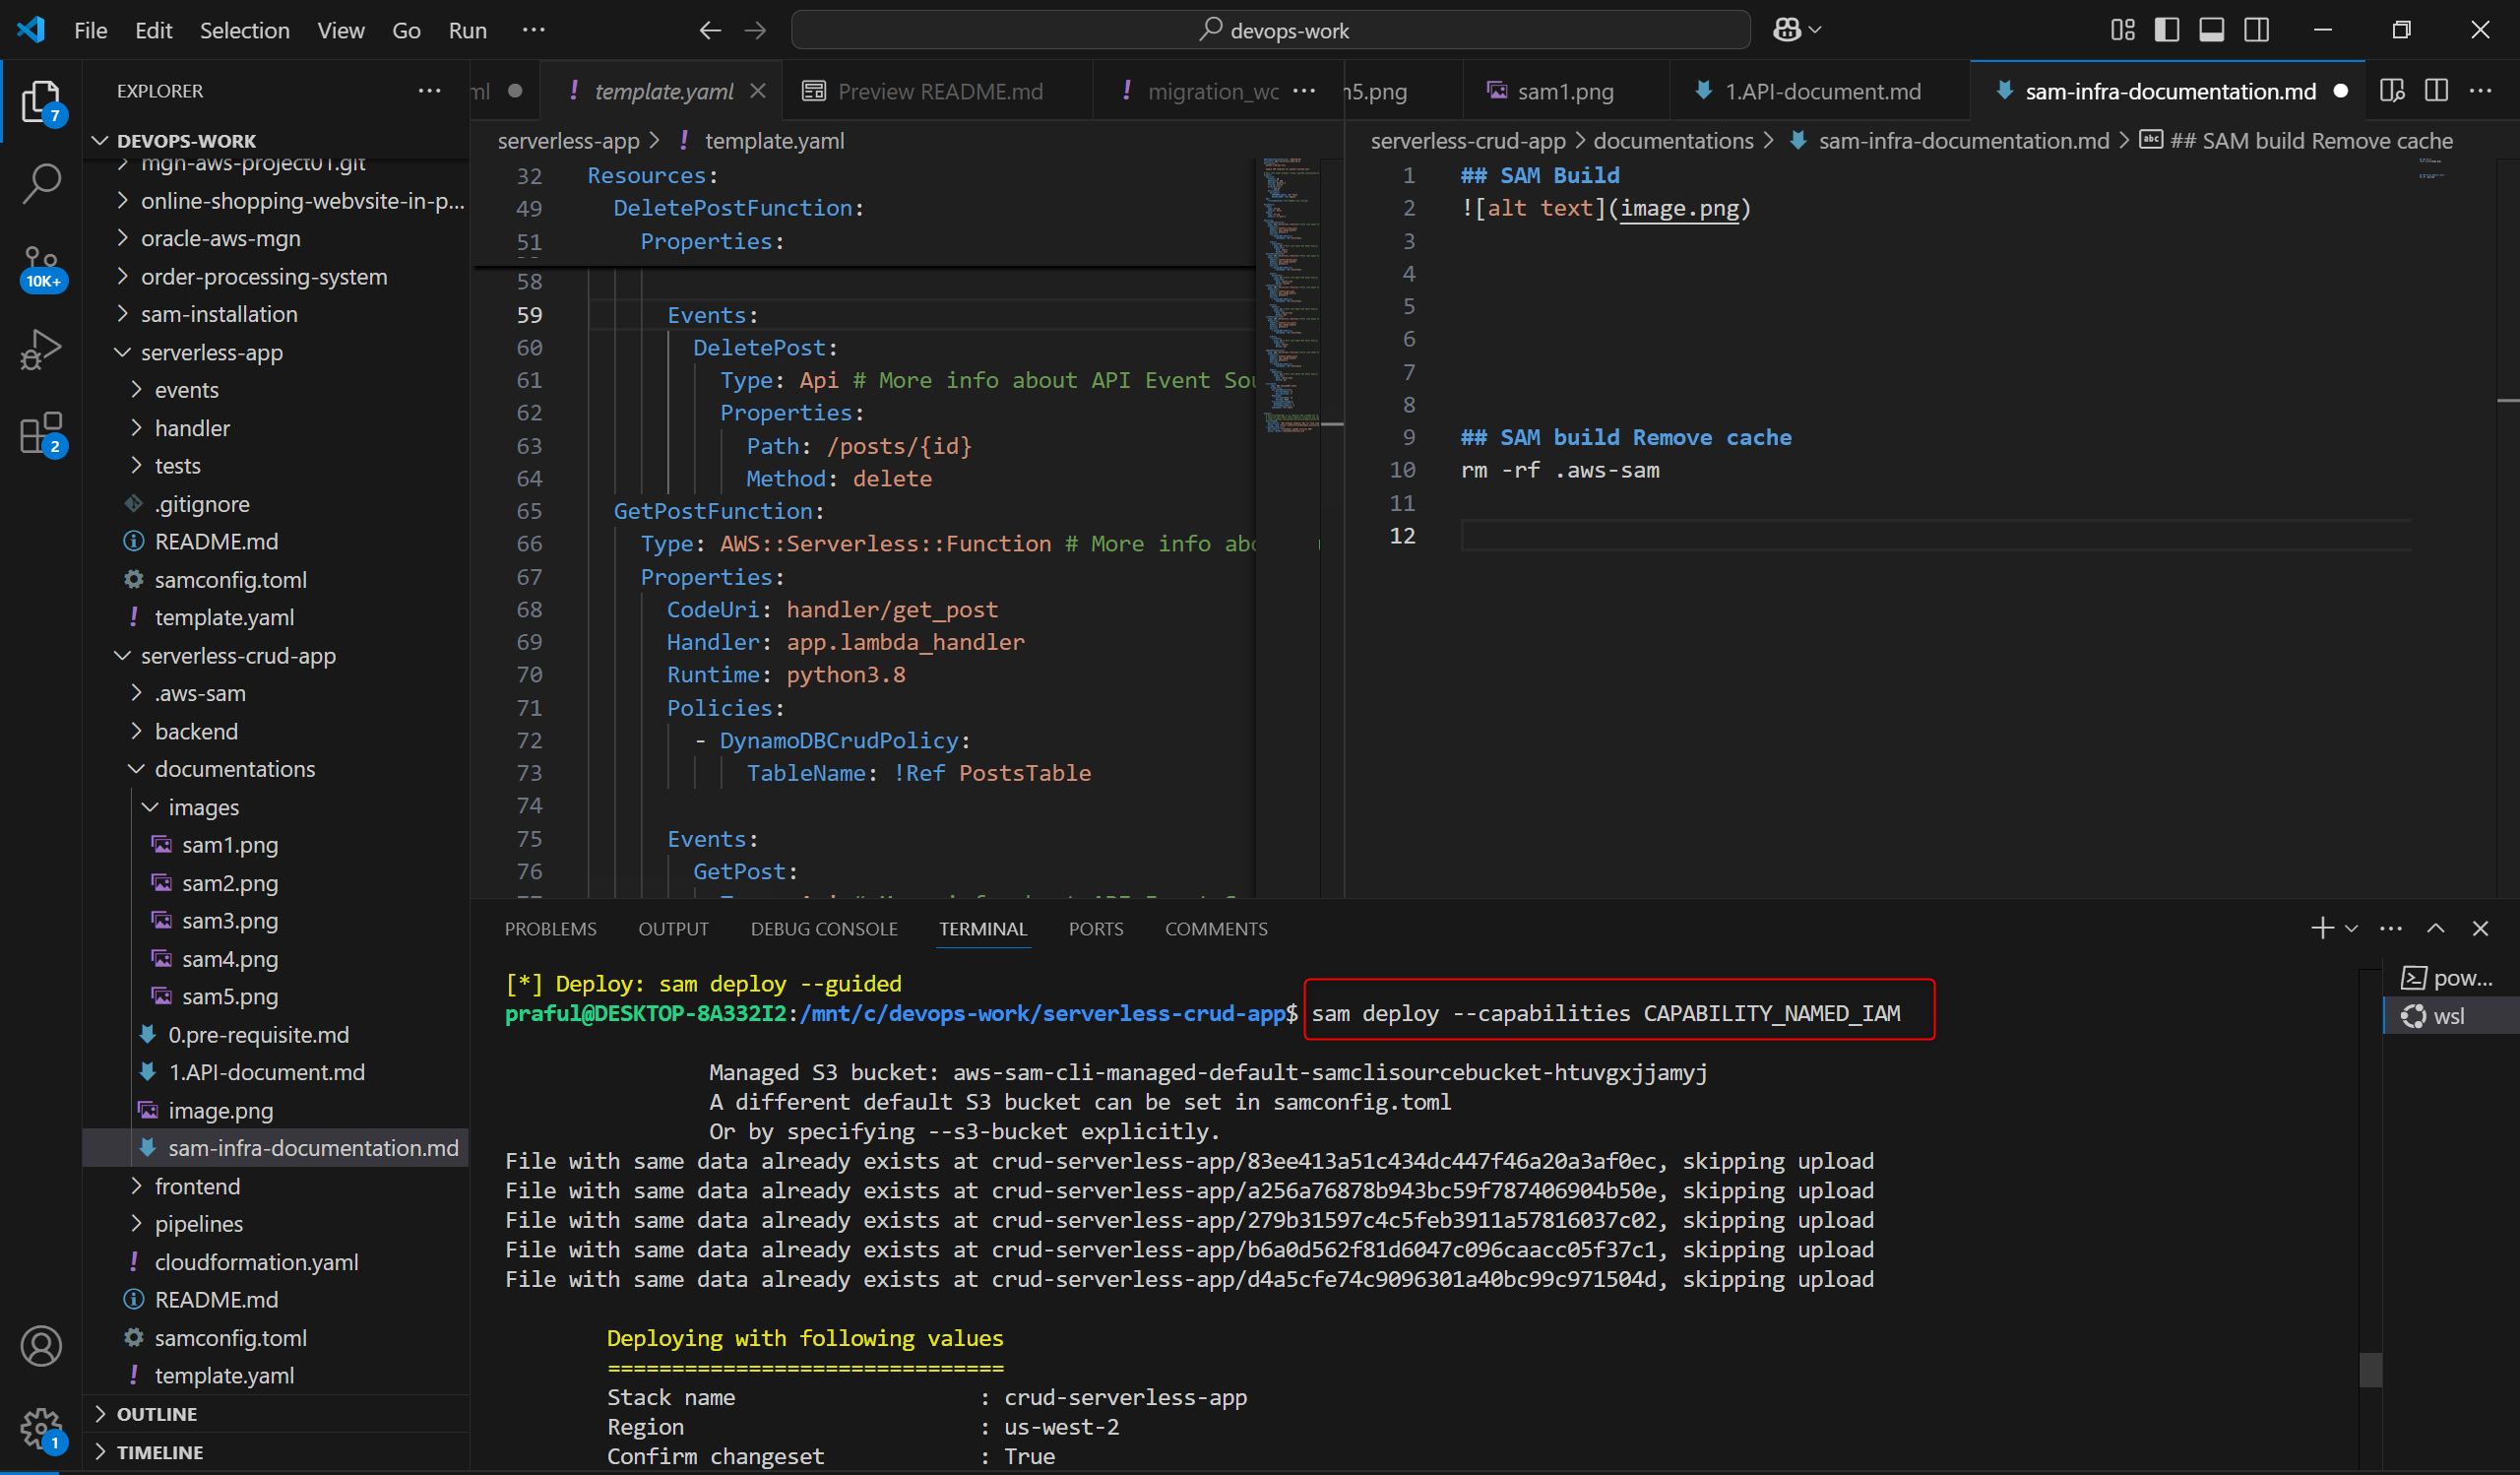 File Edit Selection View Go Run ···
devops-work
EXPLORER
7
10K+
2
1
DEVOPS-WORK
mgn-aws-project01.git
online-shopping-webvsite-in-p...
oracle-aws-mgn
order-processing-system
sam-installation
serverless-app
events
handler
tests
.gitignore
README.md
samconfig.toml
template.yaml
serverless-crud-app
.aws-sam
backend
documentations
images
sam1.png
sam2.png
sam3.png
sam4.png
sam5.png
0.pre-requisite.md
1.API-document.md
image.png
sam-infra-documentation.md
frontend
pipelines
cloudformation.yaml
README.md
samconfig.toml
template.yaml
OUTLINE
TIMELINE
ml ! template.yaml Preview README.md ! migration_wc ···
serverless-app > ! template.yaml
32 Resources:
49 DeletePostFunction:
51 Properties:
58
59 Events:
60 DeletePost:
61 Type: Api # More info about API Event Sou
62 Properties:
63 Path: /posts/{id}
64 Method: delete
65 GetPostFunction:
66 Type: AWS::Serverless::Function # More info abo
67 Properties:
68 CodeUri: handler/get_post
69 Handler: app.lambda_handler
70 Runtime: python3.8
71 Policies:
72 - DynamoDBCrudPolicy:
73 TableName: !Ref PostsTable
74
75 Events:
76 GetPost:
n5.png sam1.png 1.API-document.md sam-infra-documentation.md
serverless-crud-app > documentations > sam-infra-documentation.md > abc ## SAM build Remove cache
1 ## SAM Build
2 ![alt text](image.png)
3
4
5
6
7
8
9 ## SAM build Remove cache
10 rm -rf .aws-sam
11
12
PROBLEMS OUTPUT DEBUG CONSOLE TERMINAL PORTS COMMENTS
pow...
wsl
[*] Deploy: sam deploy --guided
praful@DESKTOP-8A332I2:/mnt/c/devops-work/serverless-crud-app$ sam deploy --capabilities CAPABILITY_NAMED_IAM
Managed S3 bucket: aws-sam-cli-managed-default-samclisourcebucket-htuvgxjjamyj
A different default S3 bucket can be set in samconfig.toml
Or by specifying --s3-bucket explicitly.
File with same data already exists at crud-serverless-app/83ee413a51c434dc447f46a20a3af0ec, skipping upload
File with same data already exists at crud-serverless-app/a256a76878b943bc59f787406904b50e, skipping upload
File with same data already exists at crud-serverless-app/279b31597c4c5feb3911a57816037c02, skipping upload
File with same data already exists at crud-serverless-app/b6a0d562f81d6047c096caacc05f37c1, skipping upload
File with same data already exists at crud-serverless-app/d4a5cfe74c9096301a40bc99c971504d, skipping upload
Deploying with following values
===============================
Stack name : crud-serverless-app
Region : us-west-2
Confirm changeset : True